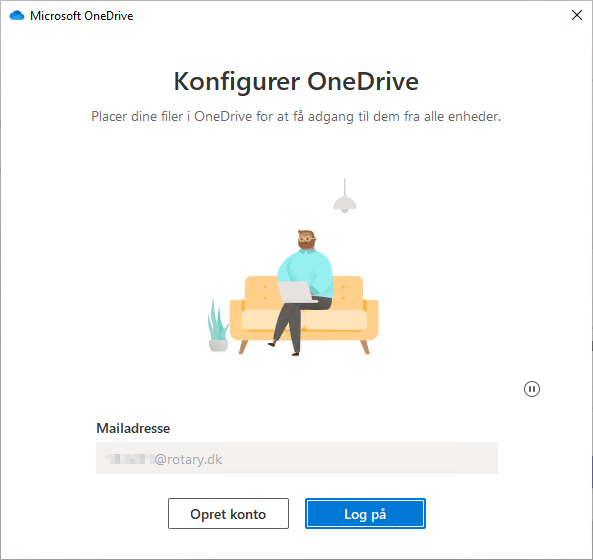 Microsoft OneDrive
Konfigurer OneDrive
Placer dine filer i OneDrive for at få adgang til dem fra alle enheder.
Mailadresse
@rotary.dk
Opret konto
Log på